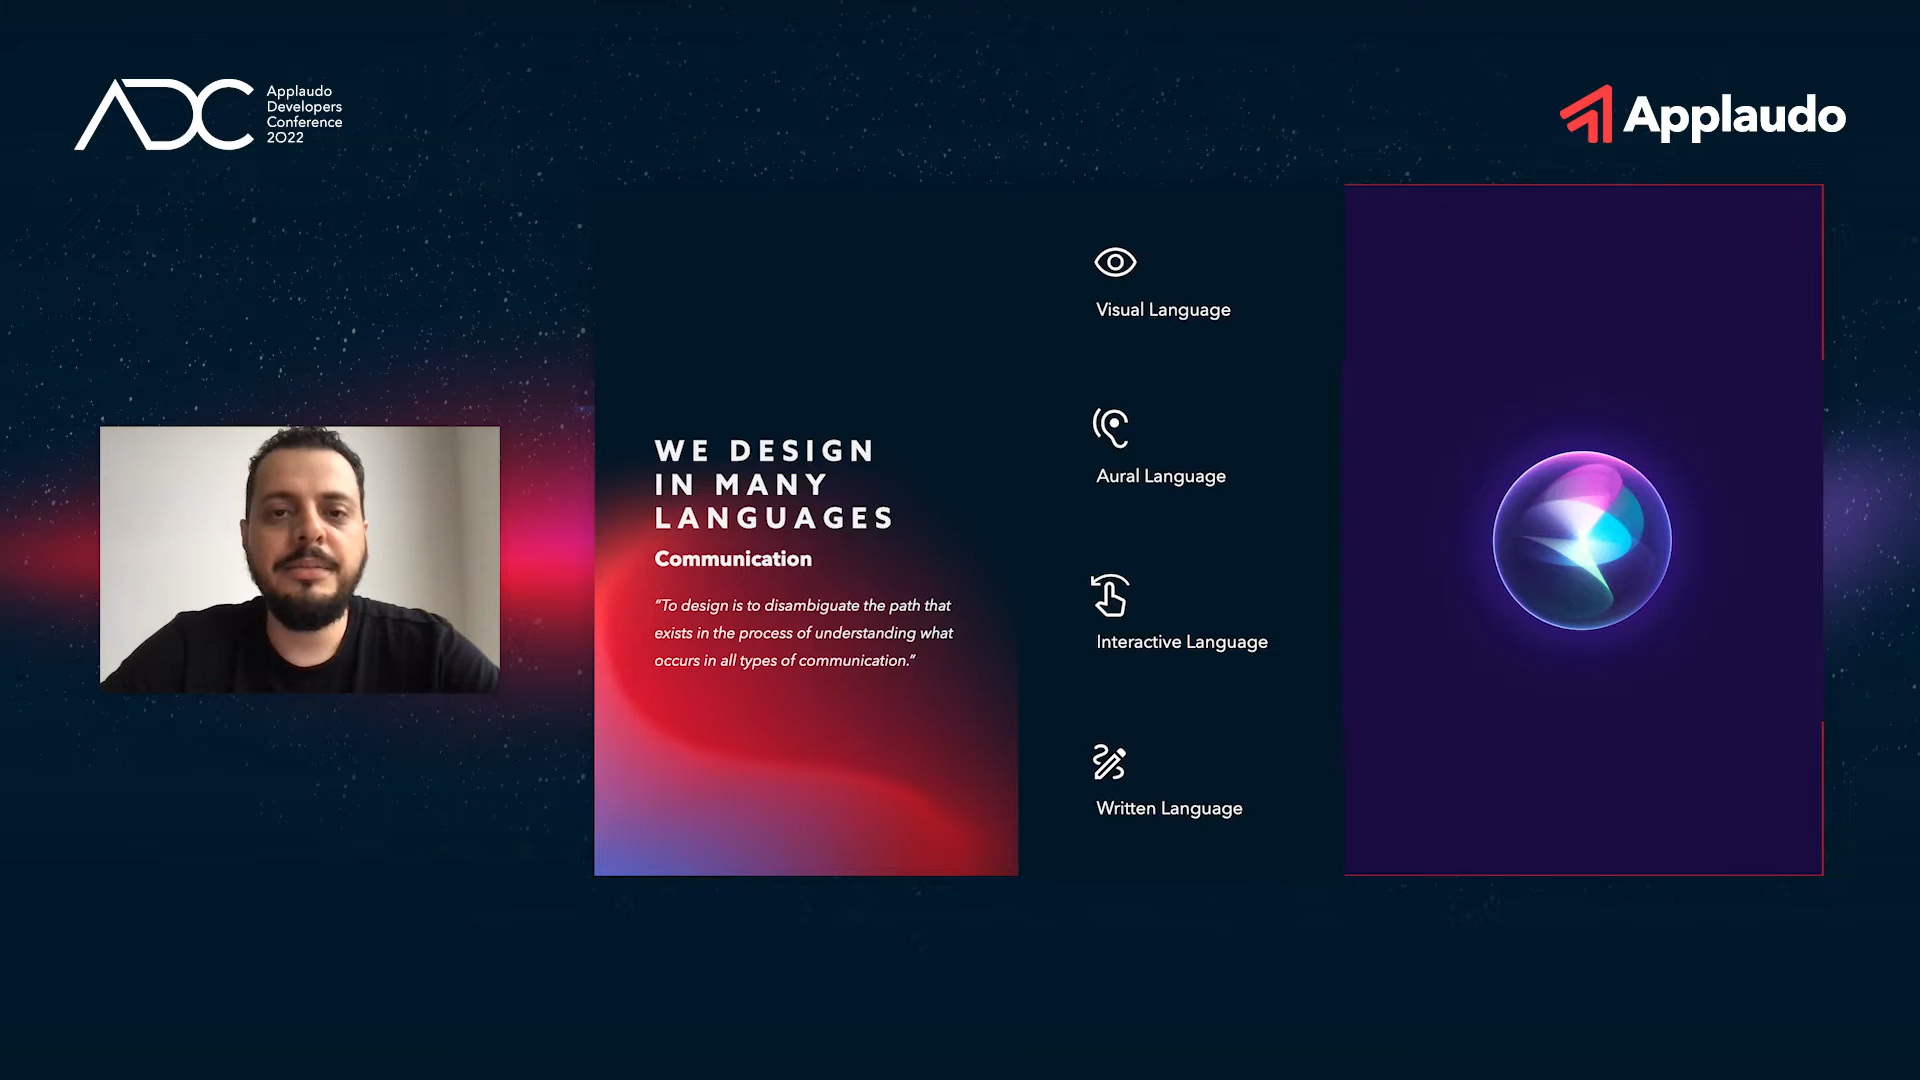 Applaudo
Developers
Conference
2022
ADC
Applaudo
WE DESIGN
IN MANY
LANGUAGES
Communication
“To design is to disambiguate the path that
exists in the process of understanding what
occurs in all types of communication.”
Visual Language
Aural Language
Interactive Language
Written Language